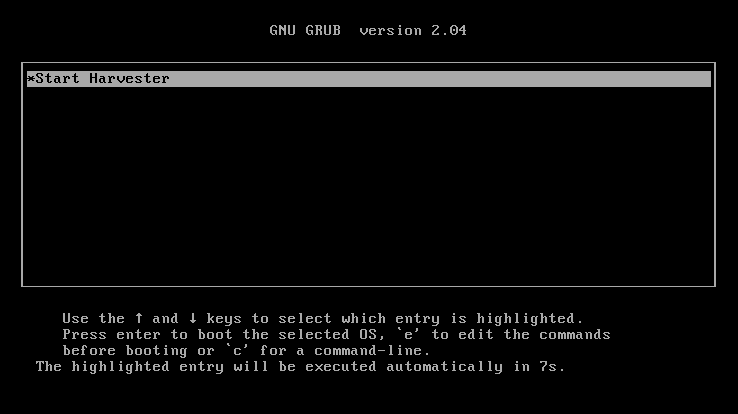 GNU GRUB  version 2.04
*Start Harvester
Use the ↑ and ↓ keys to select which entry is highlighted.
Press enter to boot the selected OS, `e' to edit the commands
before booting or `c' for a command-line.
The highlighted entry will be executed automatically in 7s.